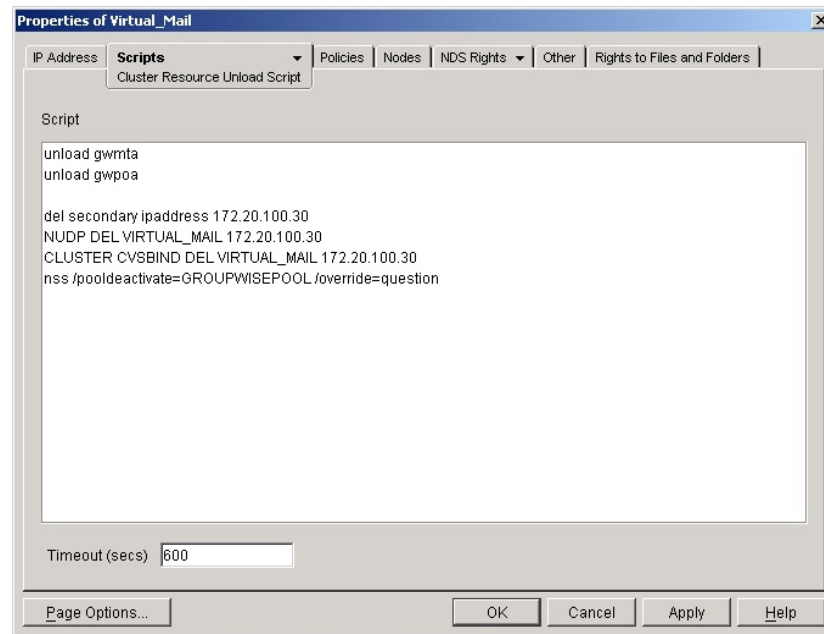 Properties of Virtual_Mail
IP Address Scripts Policies Nodes NDS Rights Other Rights to Files and Folders
Cluster Resource Unload Script
Script
unload gwmta
unload gwpoa
del secondary ipaddress 172.20.100.30
NUDP DEL VIRTUAL_MAIL 172.20.100.30
CLUSTER CVSBIND DEL VIRTUAL_MAIL 172.20.100.30
nss /pooldeactivate=GROUPWISEPOOL /override=question
Timeout (secs) 600
Page Options... OK Cancel Apply Help